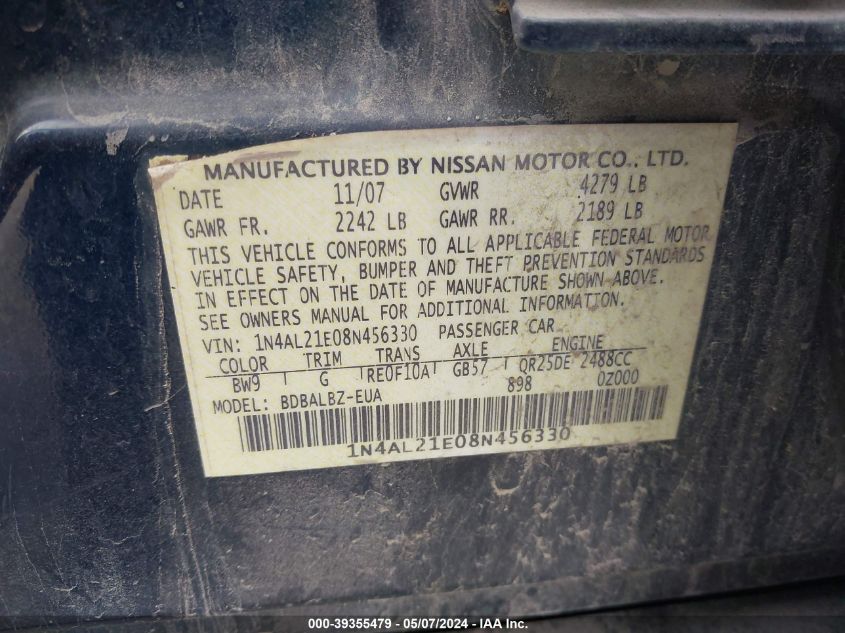 MANUFACTURED BY NISSAN MOTOR CO., LTD.
DATE 11/07 GVWR 4279 LB
GAWR FR. 2242 LB GAWR RR. 2189 LB
THIS VEHICLE CONFORMS TO ALL APPLICABLE FEDERAL MOTOR
VEHICLE SAFETY, BUMPER AND THEFT PREVENTION STANDARDS
IN EFFECT ON THE DATE OF MANUFACTURE SHOWN ABOVE.
SEE OWNERS MANUAL FOR ADDITIONAL INFORMATION.
VIN: 1N4AL21E08N456330 PASSENGER CAR
COLOR TRIM TRANS AXLE ENGINE
BW9 G RE0F10A GB57 QR25DE 2488CC
MODEL: BDBALBZ-EUA 898 0Z000
1N4AL21E08N456330
000-39355479 - 05/07/2024 - IAA Inc.